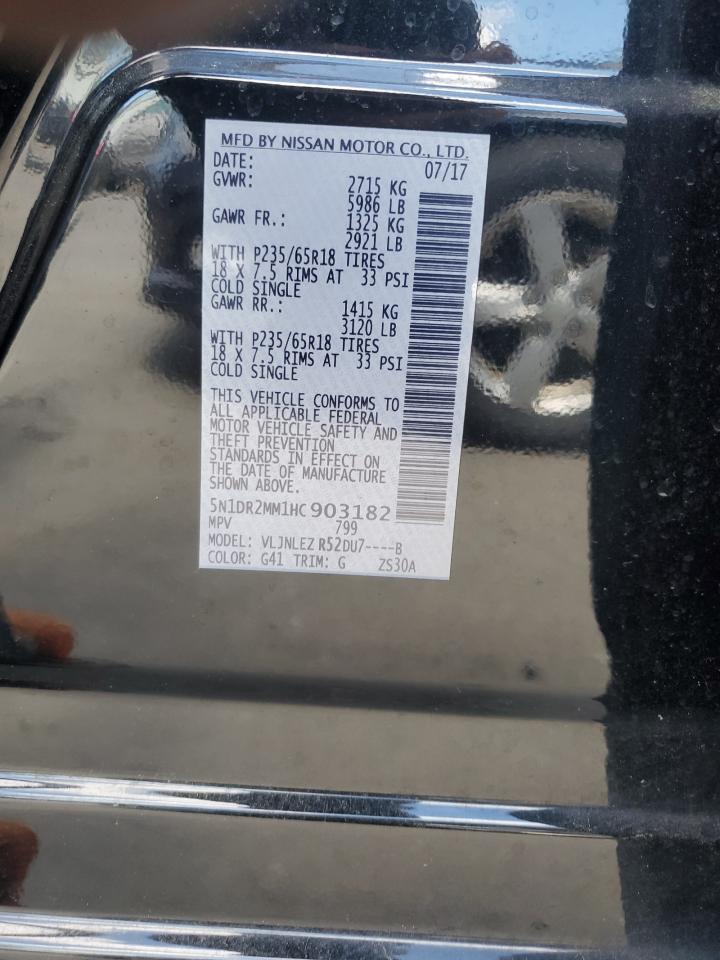 MFD BY NISSAN MOTOR CO., LTD.
DATE: 07/17
GVWR: 2715 KG
5986 LB
GAWR FR.: 1325 KG
2921 LB
WITH P235/65R18 TIRES
18 X 7.5 RIMS AT 33 PSI
COLD SINGLE
GAWR RR.: 1415 KG
3120 LB
WITH P235/65R18 TIRES
18 X 7.5 RIMS AT 33 PSI
COLD SINGLE
THIS VEHICLE CONFORMS TO
ALL APPLICABLE FEDERAL
MOTOR VEHICLE SAFETY AND
THEFT PREVENTION
STANDARDS IN EFFECT ON
THE DATE OF MANUFACTURE
SHOWN ABOVE.
5N1DR2MM1HC903182
MPV 799
MODEL: VLJNLEZ R52DU7----B
COLOR: G41 TRIM: G ZS30A